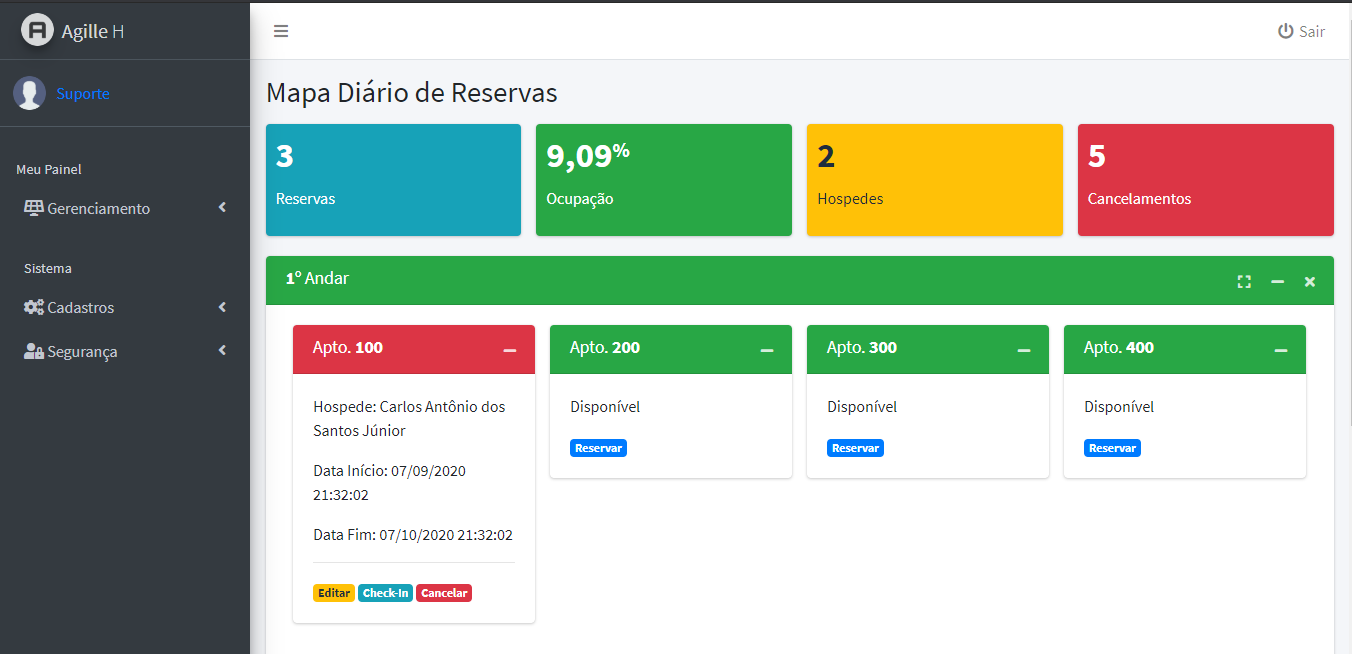 Agille H
Sair
Suporte
Mapa Diário de Reservas
3
Reservas
9,09%
Ocupação
2
Hospedes
5
Cancelamentos
Meu Painel
Gerenciamento
Sistema
Cadastros
Segurança
1º Andar
Apto. 100
Hospede: Carlos Antônio dos
Santos Júnior
Data Início: 07/09/2020
21:32:02
Data Fim: 07/10/2020 21:32:02
Editar Check-In Cancelar
Apto. 200
Disponível
Reservar
Apto. 300
Disponível
Reservar
Apto. 400
Disponível
Reservar